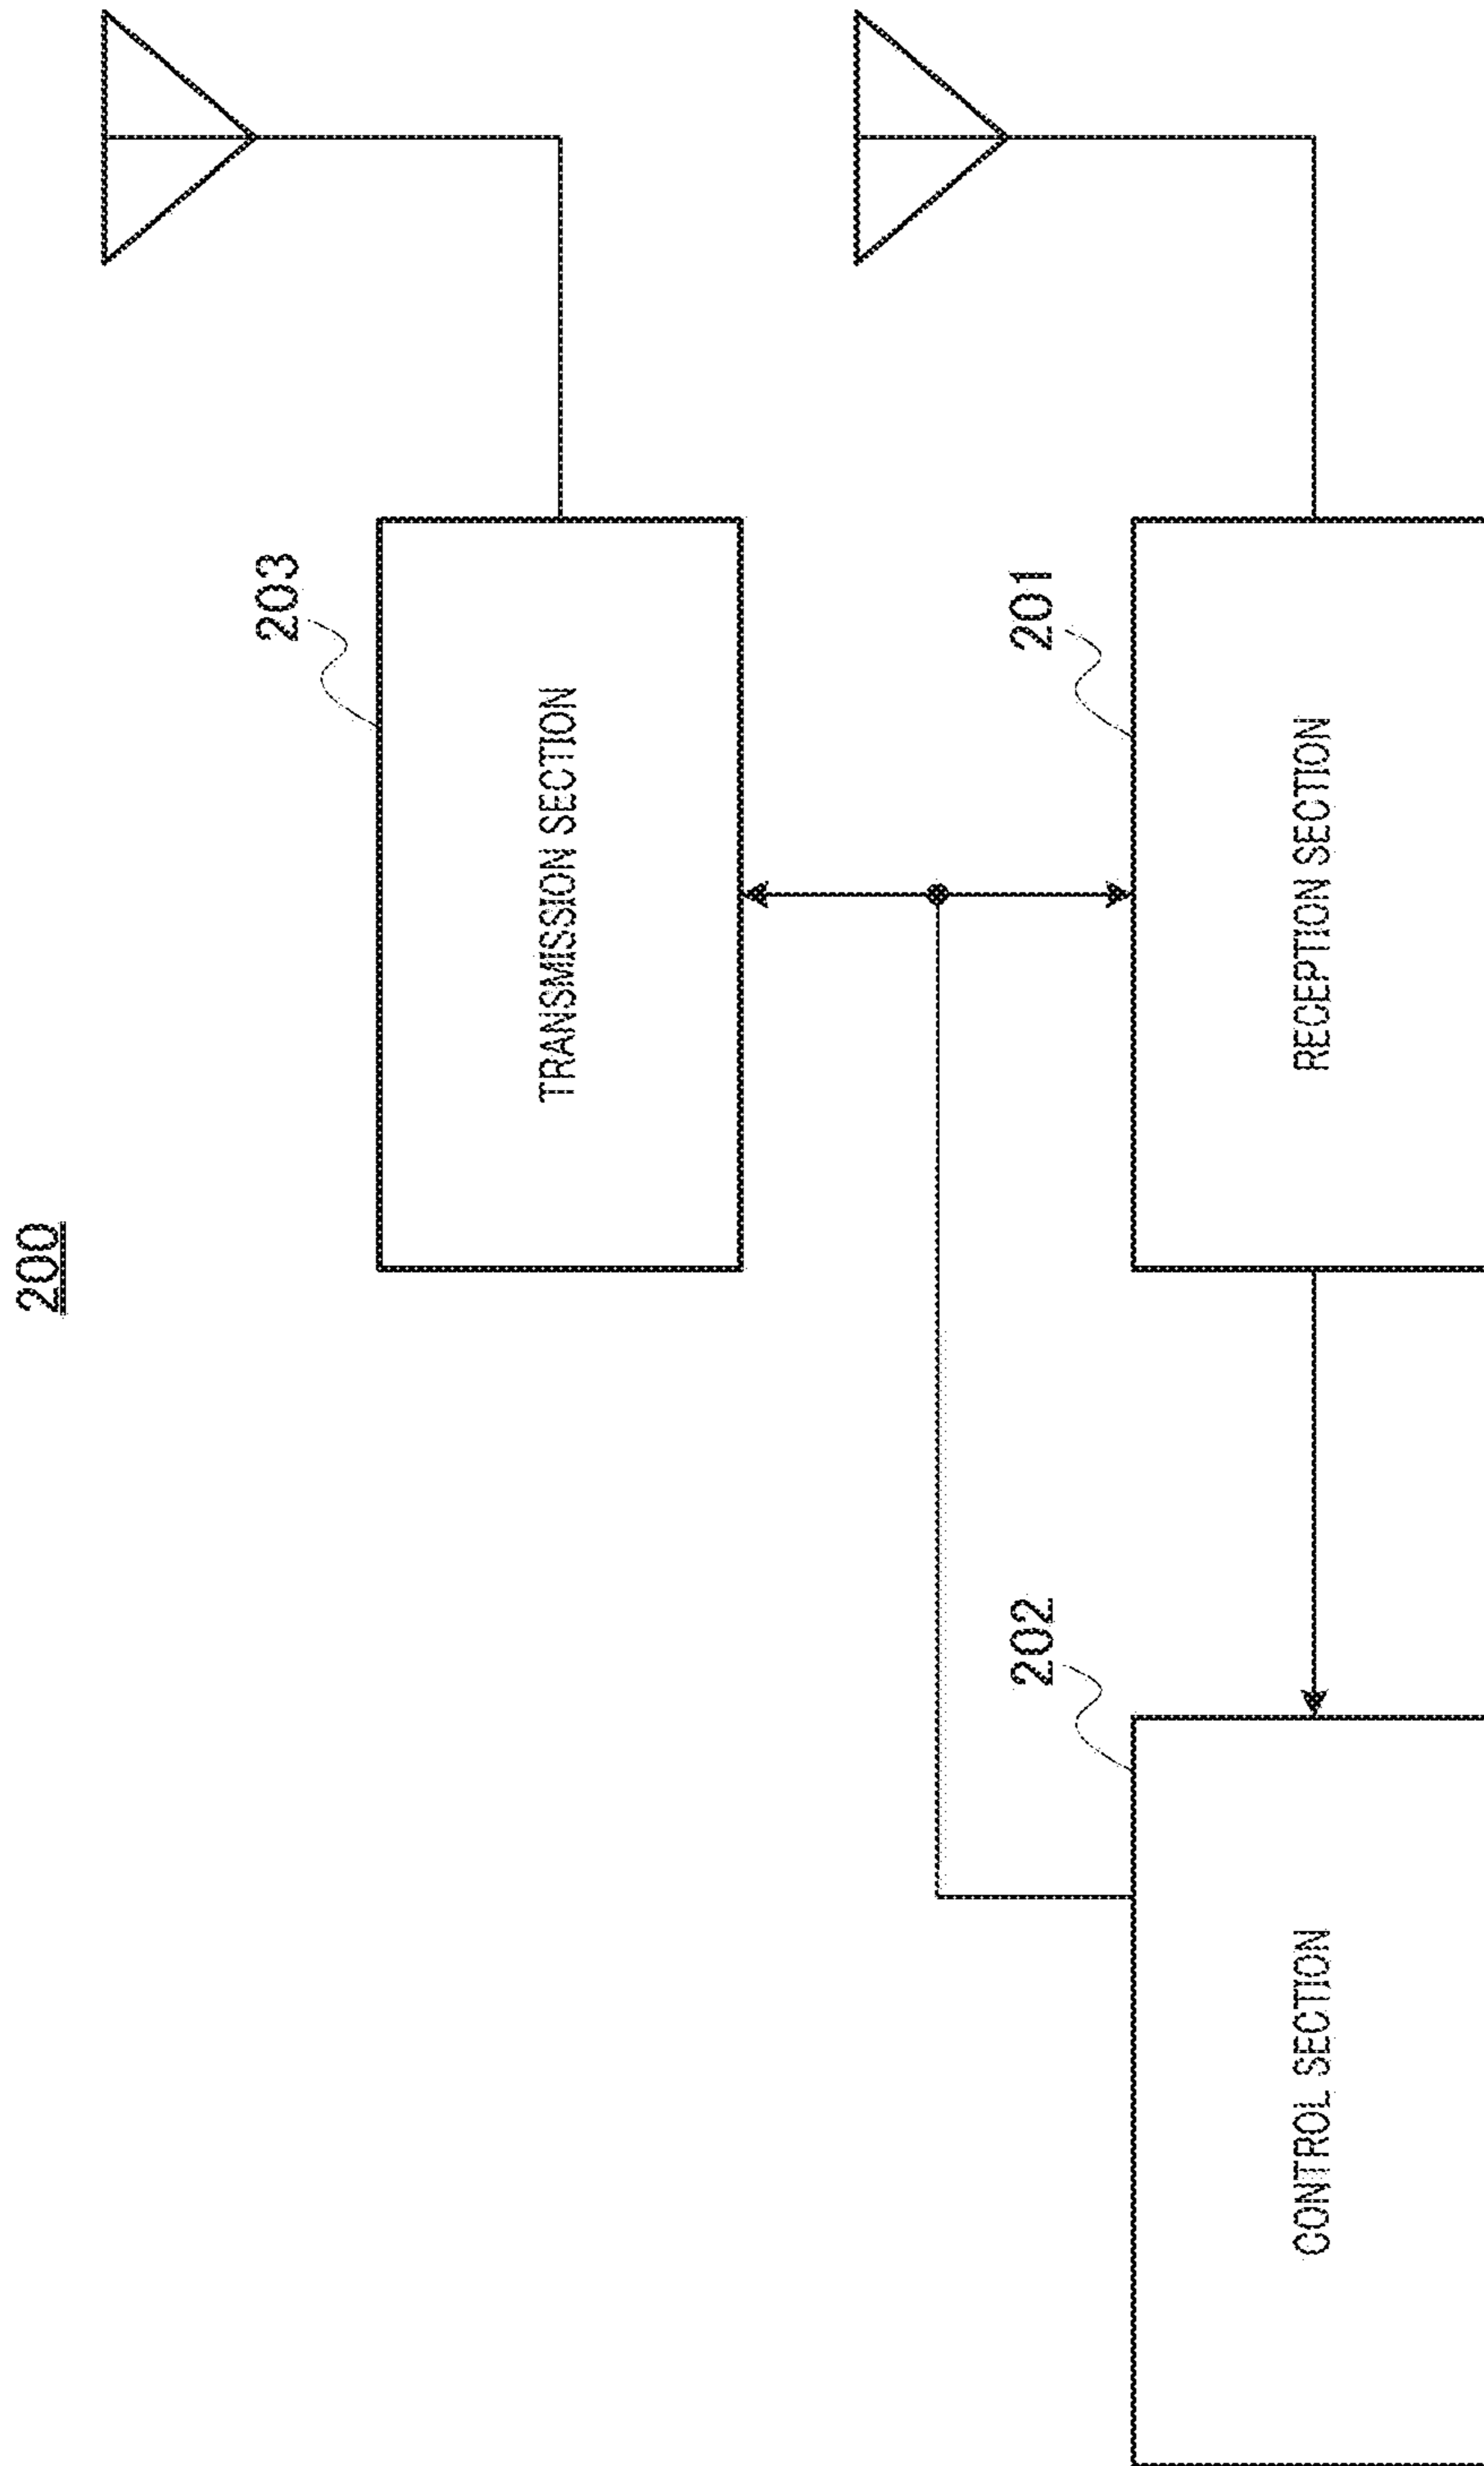 200
203
TRANSMISSION SECTION
202
201
CONTROL SECTION
RECEPTION SECTION